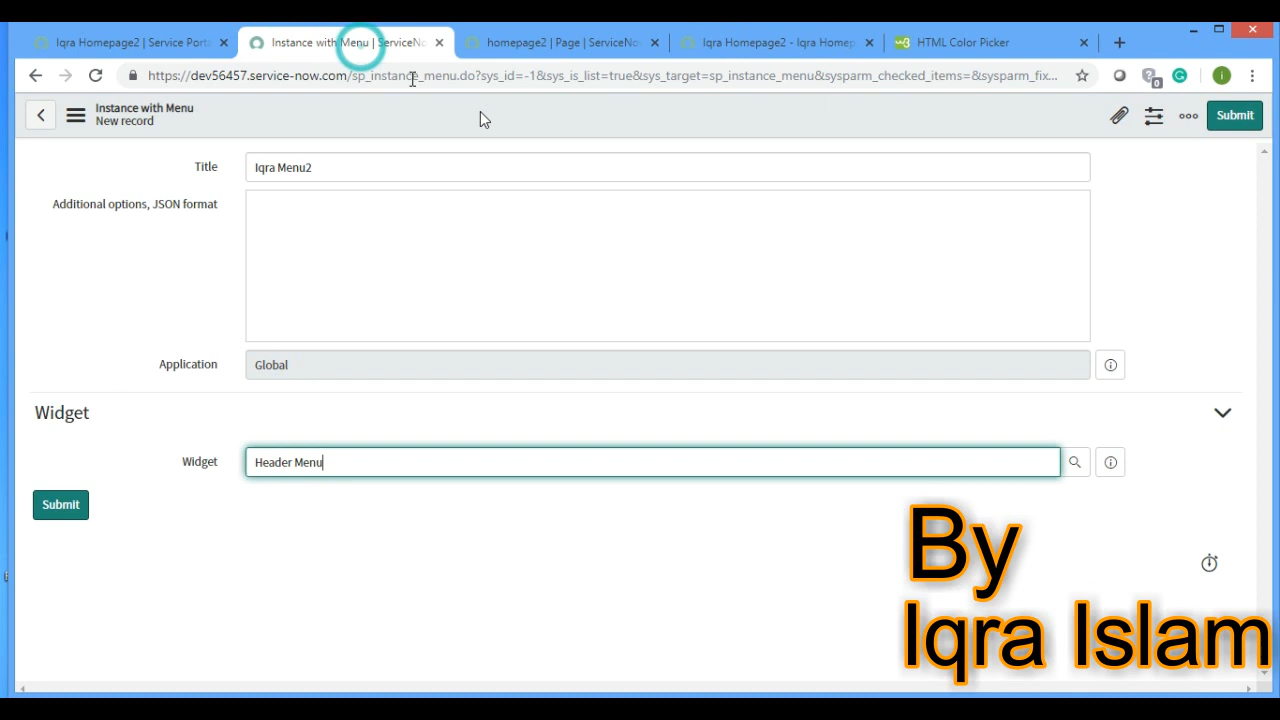 Iqra Homepage2 | Service Porta
Instance with Menu | ServiceNo
homepage2 | Page | ServiceNo
Iqra Homepage2 - Iqra Homep
HTML Color Picker
https://dev56457.service-now.com/sp_instance_menu.do?sys_id=-1&sys_is_list=true&sys_target=sp_instance_menu&sysparm_checked_items=&sysparm_fix...
0
i
Instance with Menu
New record
Submit
Title
Iqra Menu2
Additional options, JSON format
Application
Global
Widget
Widget
Header Menu
Submit
By
Iqra Islam